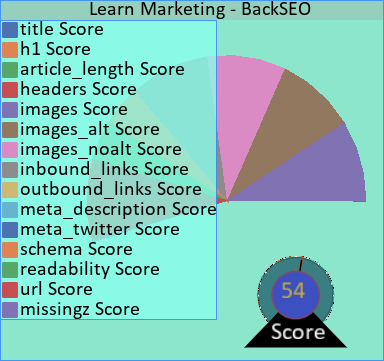 Learn Marketing - BackSEO
title Score
h1 Score
article_length Score
headers Score
images Score
images_alt Score
images_noalt Score
inbound_links Score
outbound_links Score
meta_description Score
meta_twitter Score
schema Score
readability Score
url Score
missingz Score
54
Score